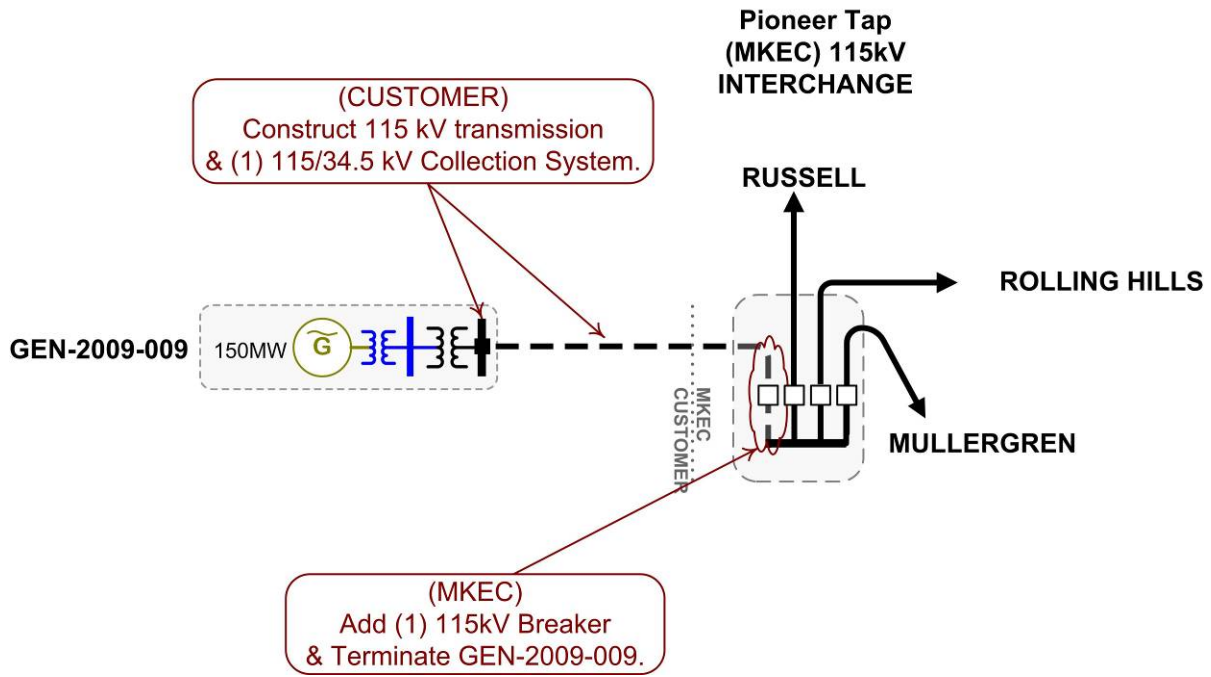 Pioneer Tap
(MKEC) 115kV
INTERCHANGE
(CUSTOMER)
Construct 115 kV transmission
& (1) 115/34.5 kV Collection System.
RUSSELL
ROLLING HILLS
GEN-2009-009
150MW
G
MKEC
CUSTOMER
MULLERGREN
(MKEC)
Add (1) 115kV Breaker
& Terminate GEN-2009-009.